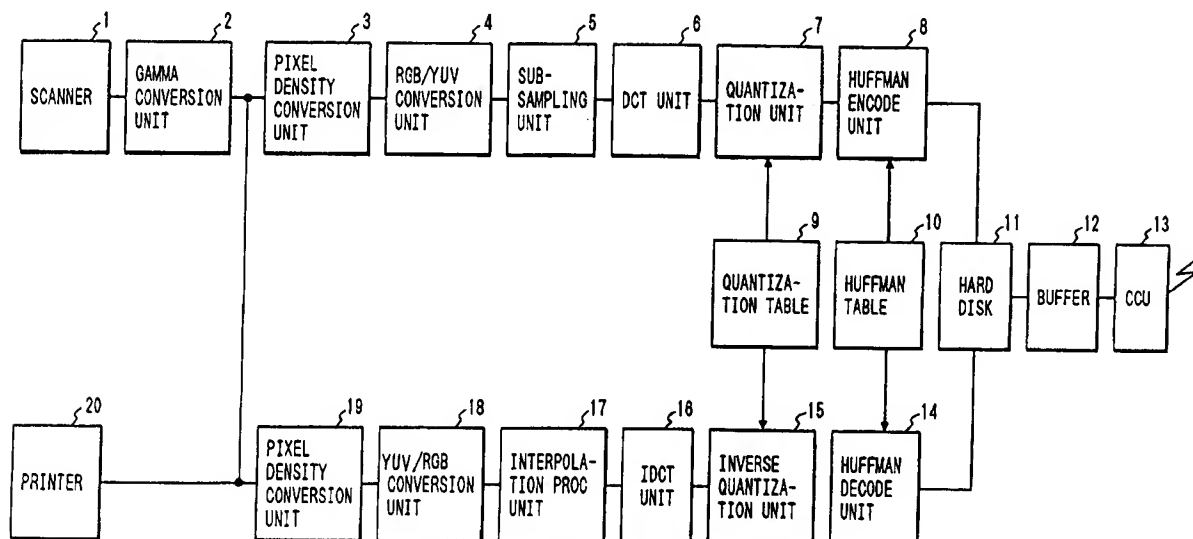 1 2 3 4 5 6 7 8
SCANNER
GAMMA
CONVERSION
UNIT
PIXEL
DENSITY
CONVERSION
UNIT
RGB/YUV
CONVERSION
UNIT
SUB-
SAMPLING
UNIT
DCT UNIT
QUANTIZA-
TION UNIT
HUFFMAN
ENCODE
UNIT
9 10 11 12 13
QUANTIZA-
TION TABLE
HUFFMAN
TABLE
HARD
DISK
BUFFER
CCU
20 19 18 17 16 15 14
PRINTER
PIXEL
DENSITY
CONVERSION
UNIT
YUV/RGB
CONVERSION
UNIT
INTERPOLA-
TION PROC
UNIT
IDCT
UNIT
INVERSE
QUANTIZA-
TION UNIT
HUFFMAN
DECODE
UNIT